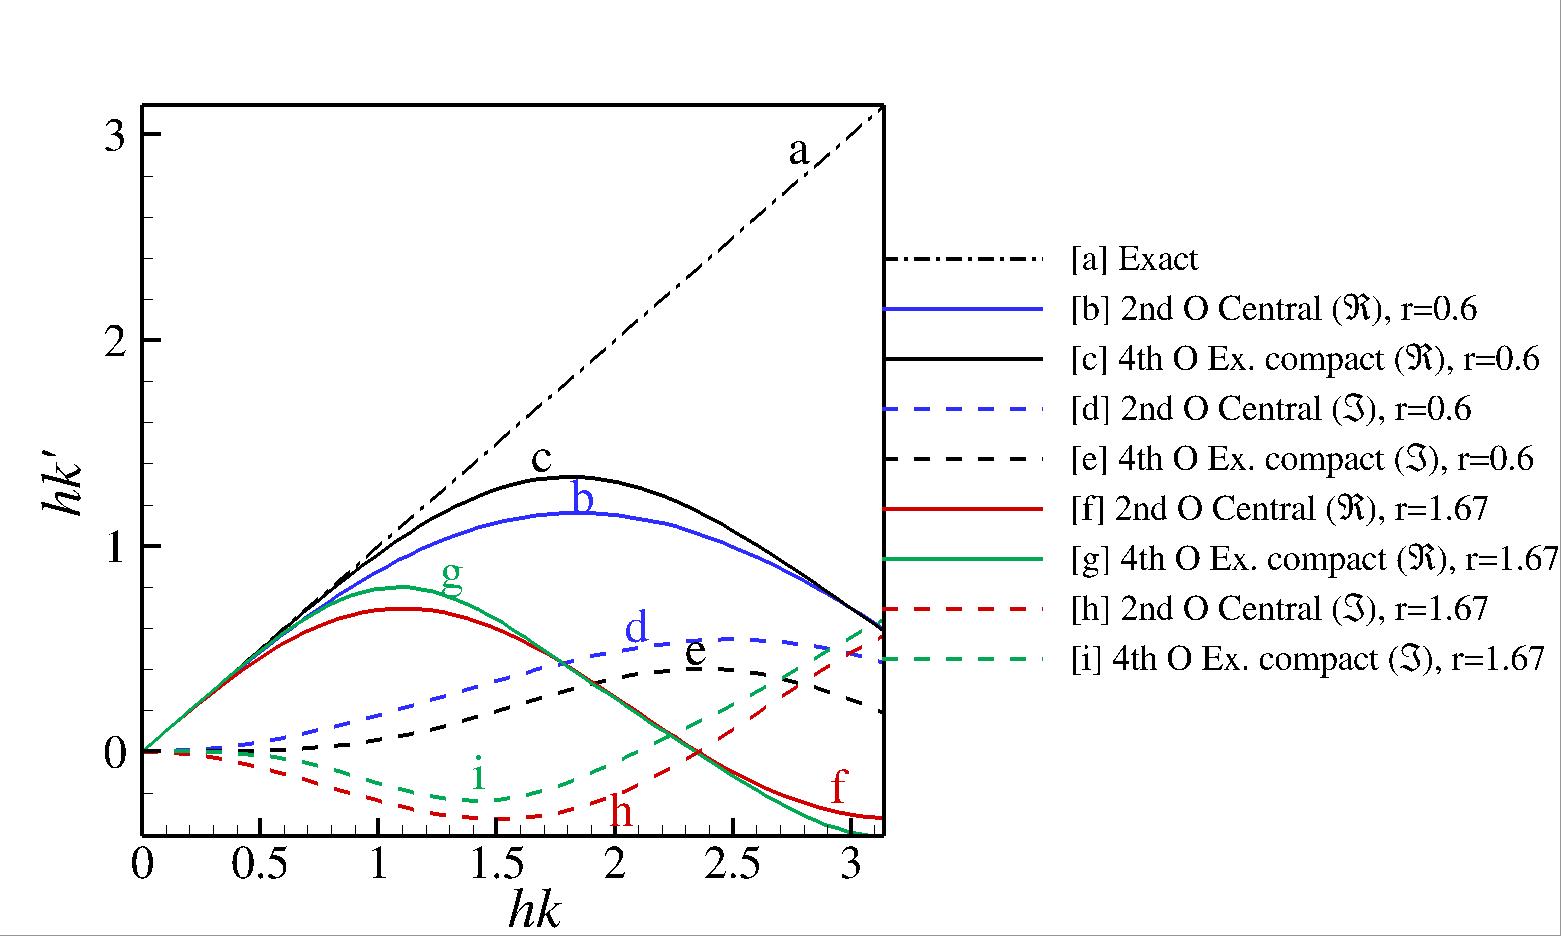 3
2
1
0
hk'
0 0.5 1 1.5 2 2.5 3
hk
a
c
b
g
d
e
i
h
f
[a] Exact
[b] 2nd O Central (ℜ), r=0.6
[c] 4th O Ex. compact (ℜ), r=0.6
[d] 2nd O Central (ℑ), r=0.6
[e] 4th O Ex. compact (ℑ), r=0.6
[f] 2nd O Central (ℜ), r=1.67
[g] 4th O Ex. compact (ℜ), r=1.67
[h] 2nd O Central (ℑ), r=1.67
[i] 4th O Ex. compact (ℑ), r=1.67